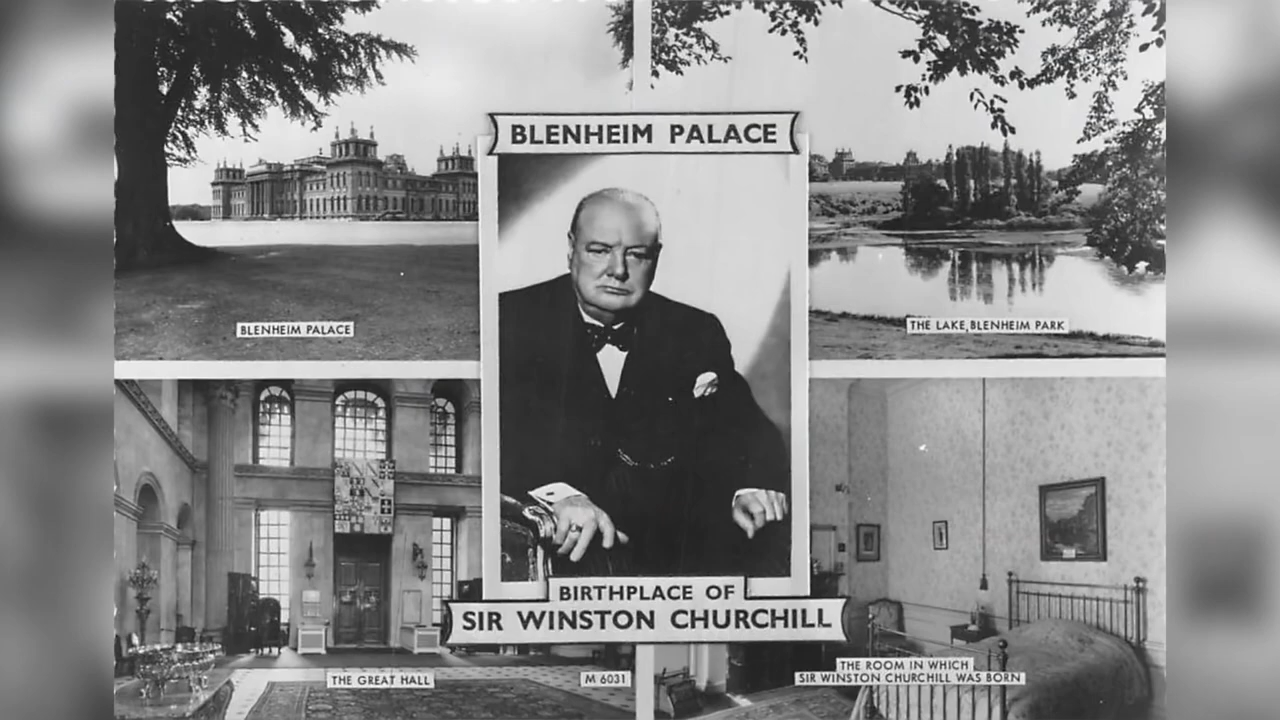 BLENHEIM PALACE
BLENHEIM PALACE
THE LAKE, BLENHEIM PARK
BIRTHPLACE OF
SIR WINSTON CHURCHILL
THE GREAT HALL
M 6031
THE ROOM IN WHICH
SIR WINSTON CHURCHILL WAS BORN